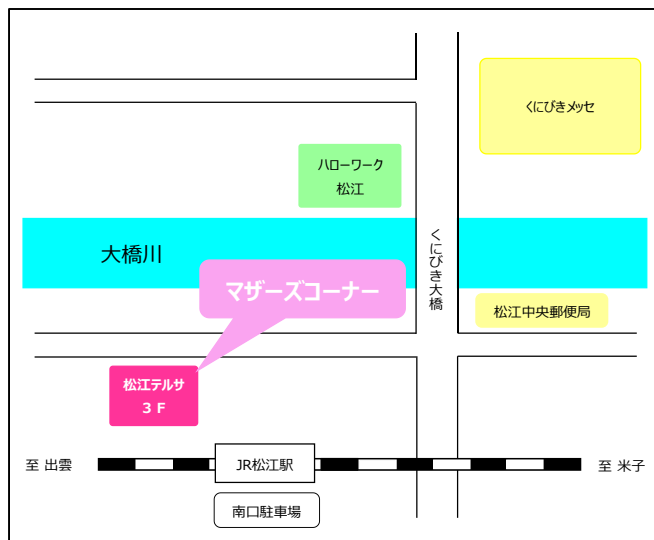 くにびきメッセ
ハローワーク
松江
大橋川
くにびき大橋
マザーズコーナー
松江中央郵便局
松江テルサ
３Ｆ
至 出雲
JR松江駅
至 米子
南口駐車場